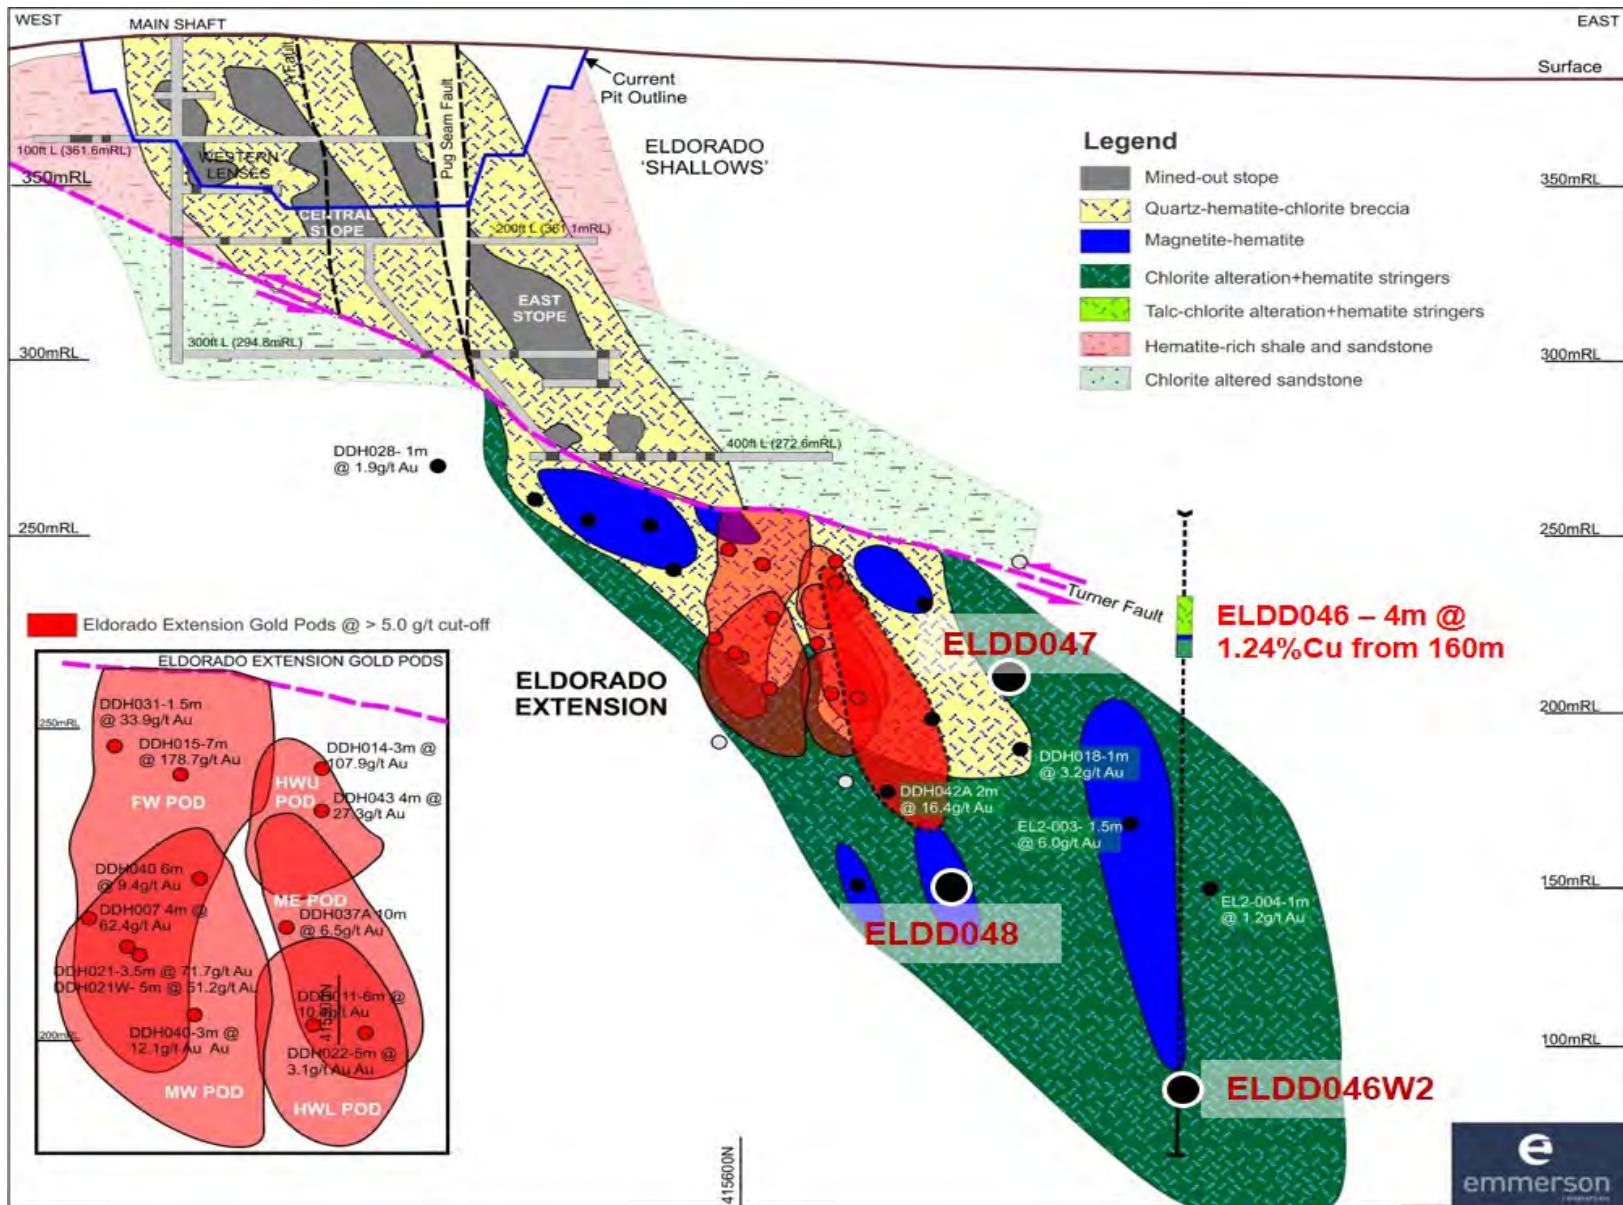 WEST
EAST
MAIN SHAFT
Surface
Current
Pit Outline
Pug Seam Fault
Fault
ELDORADO
'SHALLOWS'
100ft L (361.6mRL)
WESTERN
LENSES
350mRL
350mRL
CENTRAL
STOPE
200ft L (361.1mRL)
EAST
STOPE
300ft L (294.8mRL)
300mRL
300mRL
Legend
Mined-out stope
Quartz-hematite-chlorite breccia
Magnetite-hematite
Chlorite alteration+hematite stringers
Talc-chlorite alteration+hematite stringers
Hematite-rich shale and sandstone
Chlorite altered sandstone
400ft L (272.6mRL)
DDH028- 1m
@ 1.9g/t Au
250mRL
250mRL
Turner Fault
ELDD046 – 4m @
1.24%Cu from 160m
ELDD047
ELDORADO
EXTENSION
200mRL
DDH018-1m
@ 3.2g/t Au
DDH042A 2m
@ 16.4g/t Au
EL2-003- 1.5m
@ 6.0g/t Au
150mRL
EL2-004-1m
@ 1.2g/t Au
ELDD048
100mRL
ELDD046W2
415600N
Eldorado Extension Gold Pods @ > 5.0 g/t cut-off
ELDORADO EXTENSION GOLD PODS
250mRL
DDH031-1.5m
@ 33.9g/t Au
DDH015-7m
@ 178.7g/t Au
DDH014-3m @
107.9g/t Au
FW POD
HWU
POD
DDH043 4m @
27.3g/t Au
DDH040 6m
@ 9.4g/t Au
ME POD
DDH007 4m @
62.4g/t Au
DDH037A 10m
@ 6.5g/t Au
DDH021-3.5m @ 71.7g/t Au
DDH021W- 5m @ 51.2g/t Au
DDH011-6m @
10.4g/t Au
200mRL
DDH040-3m @
12.1g/t Au Au
DDH022-5m @
3.1g/t Au Au
MW POD
HWL POD
e
emmerson